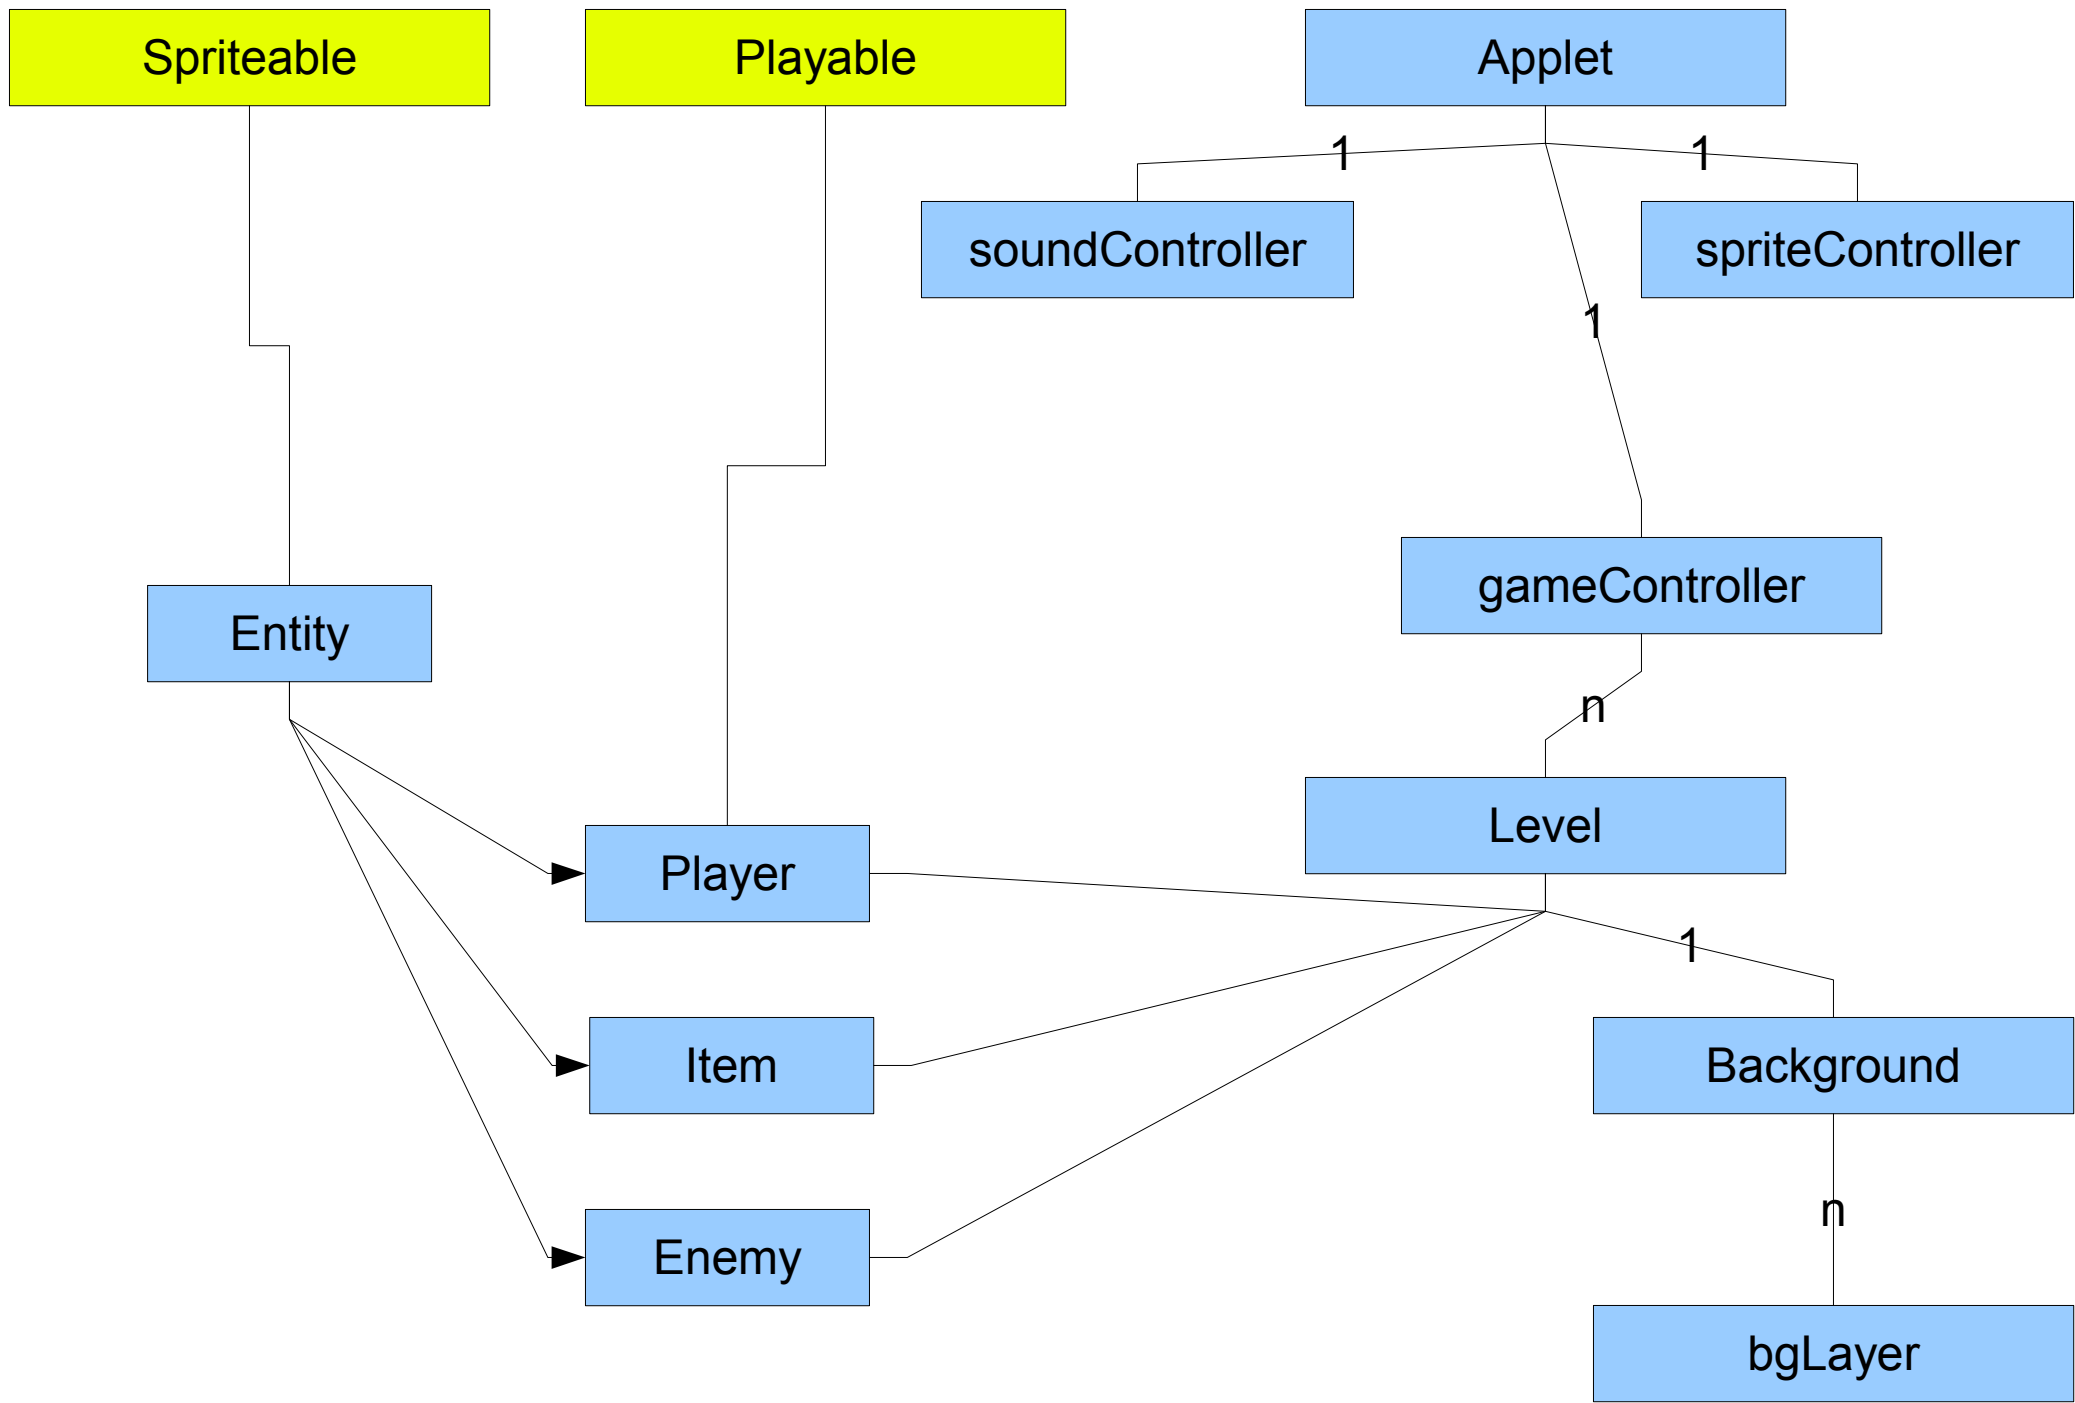 Spriteable
Playable
Applet
1
1
soundController
spriteController
1
gameController
Entity
n
Level
Player
1
Item
Background
n
Enemy
bgLayer